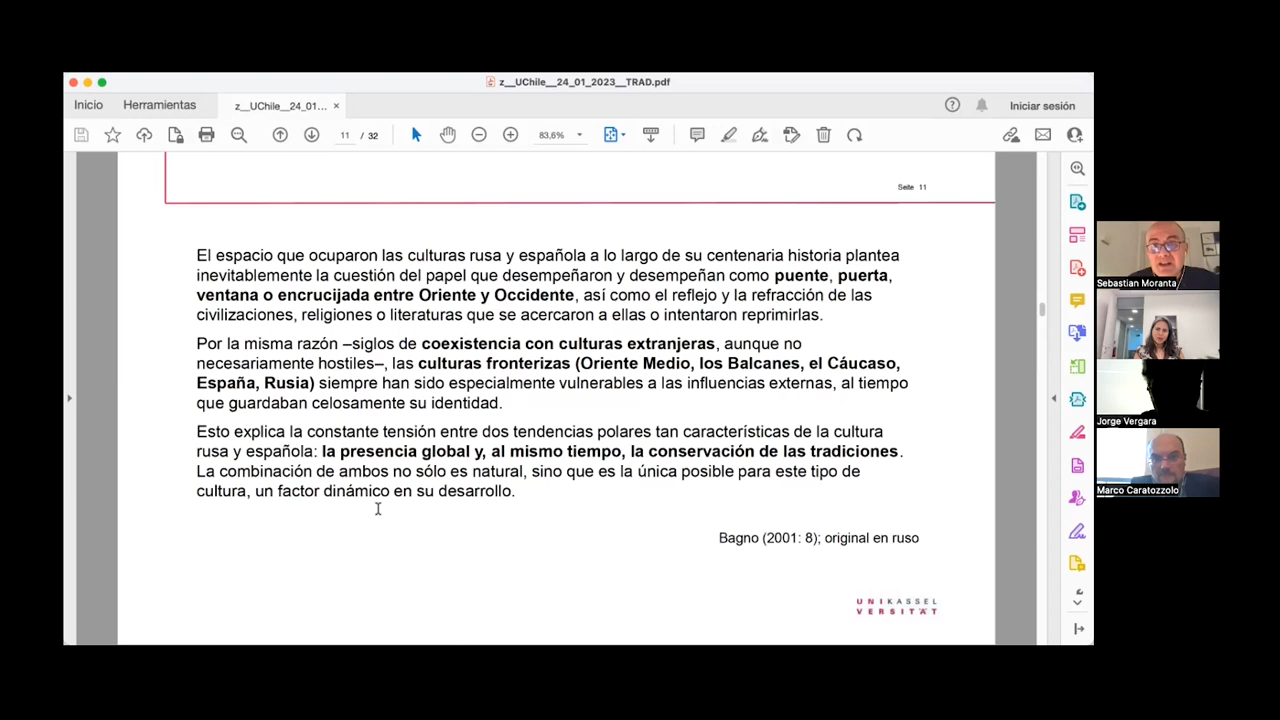 z__UChile__24_01_2023__TRAD.pdf
Inicio Herramientas z__UChile__24_01... × Iniciar sesión
11 / 32 83,6%
Seite 11
El espacio que ocuparon las culturas rusa y española a lo largo de su centenaria historia plantea
inevitablemente la cuestión del papel que desempeñaron y desempeñan como puente, puerta,
ventana o encrucijada entre Oriente y Occidente, así como el reflejo y la refracción de las
civilizaciones, religiones o literaturas que se acercaron a ellas o intentaron reprimirlas.
Por la misma razón –siglos de coexistencia con culturas extranjeras, aunque no
necesariamente hostiles–, las culturas fronterizas (Oriente Medio, los Balcanes, el Cáucaso,
España, Rusia) siempre han sido especialmente vulnerables a las influencias externas, al tiempo
que guardaban celosamente su identidad.
Esto explica la constante tensión entre dos tendencias polares tan características de la cultura
rusa y española: la presencia global y, al mismo tiempo, la conservación de las tradiciones.
La combinación de ambos no sólo es natural, sino que es la única posible para este tipo de
cultura, un factor dinámico en su desarrollo.
Bagno (2001: 8); original en ruso
UNIKASSEL
VERSITÄT
Sebastian Moranta
Jorge Vergara
Marco Caratozzolo